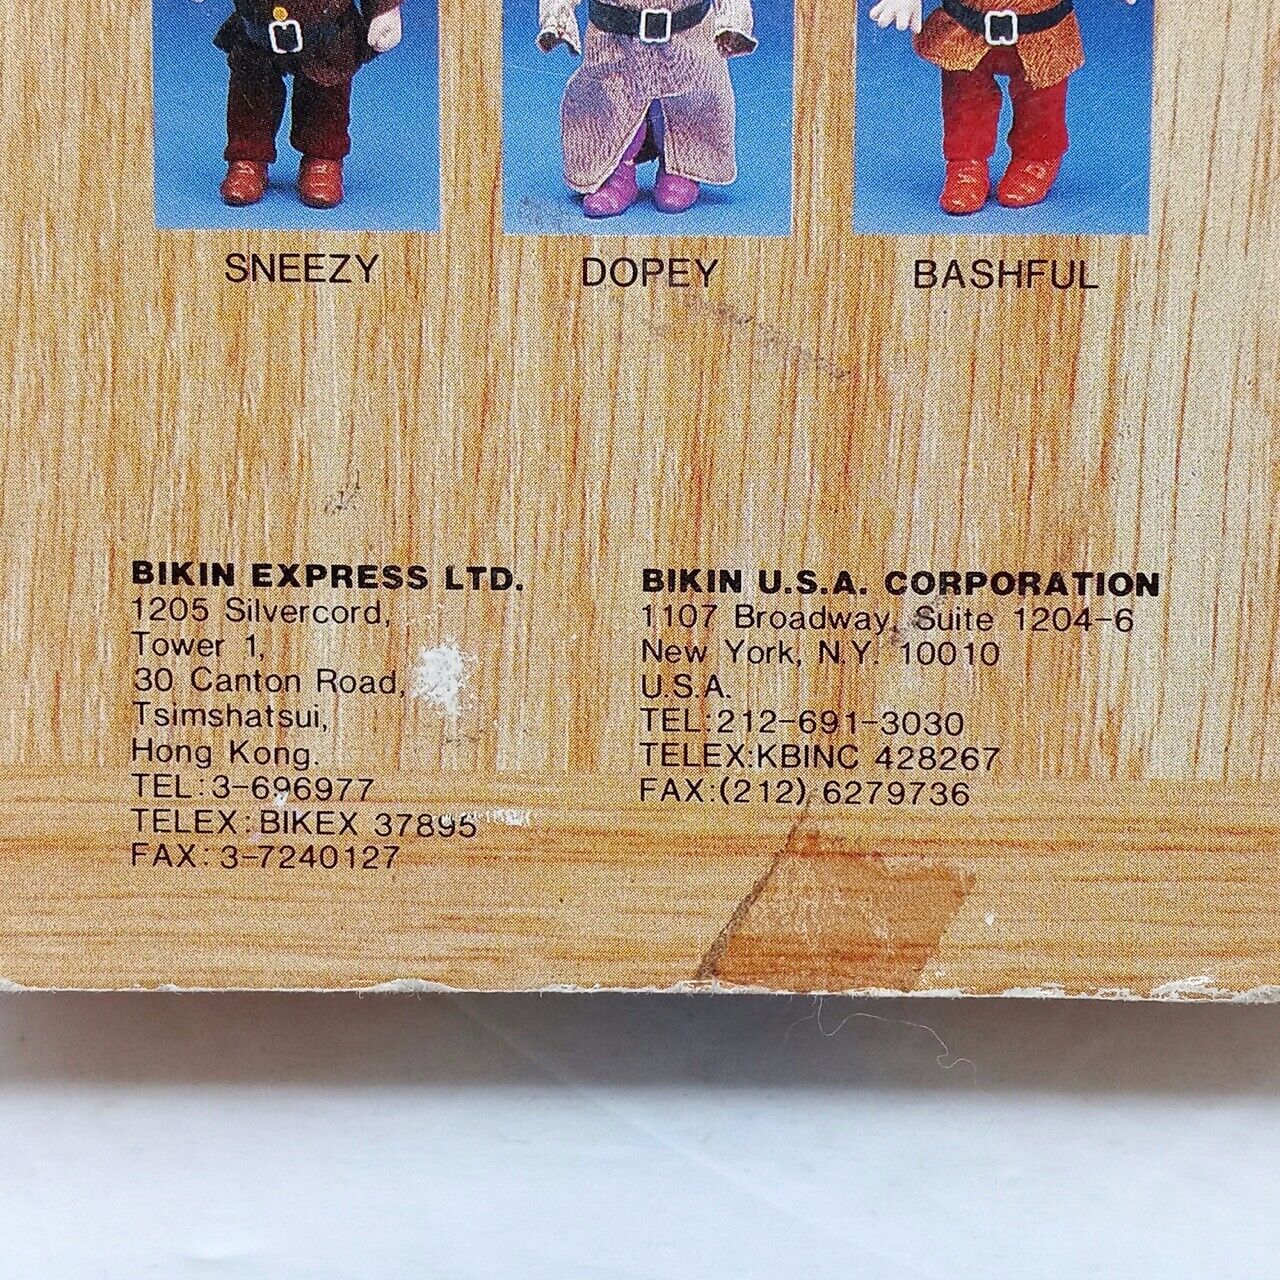 SNEEZY
DOPEY
BASHFUL
BIKIN EXPRESS LTD.
1205 Silvercord,
Tower 1,
30 Canton Road,
Tsimshatsui,
Hong Kong.
TEL:3-696977
TELEX:BIKEX 37895
FAX:3-7240127
BIKIN U.S.A. CORPORATION
1107 Broadway, Suite 1204-6
New York, N.Y. 10010
U.S.A.
TEL:212-691-3030
TELEX:KBINC 428267
FAX:(212) 6279736